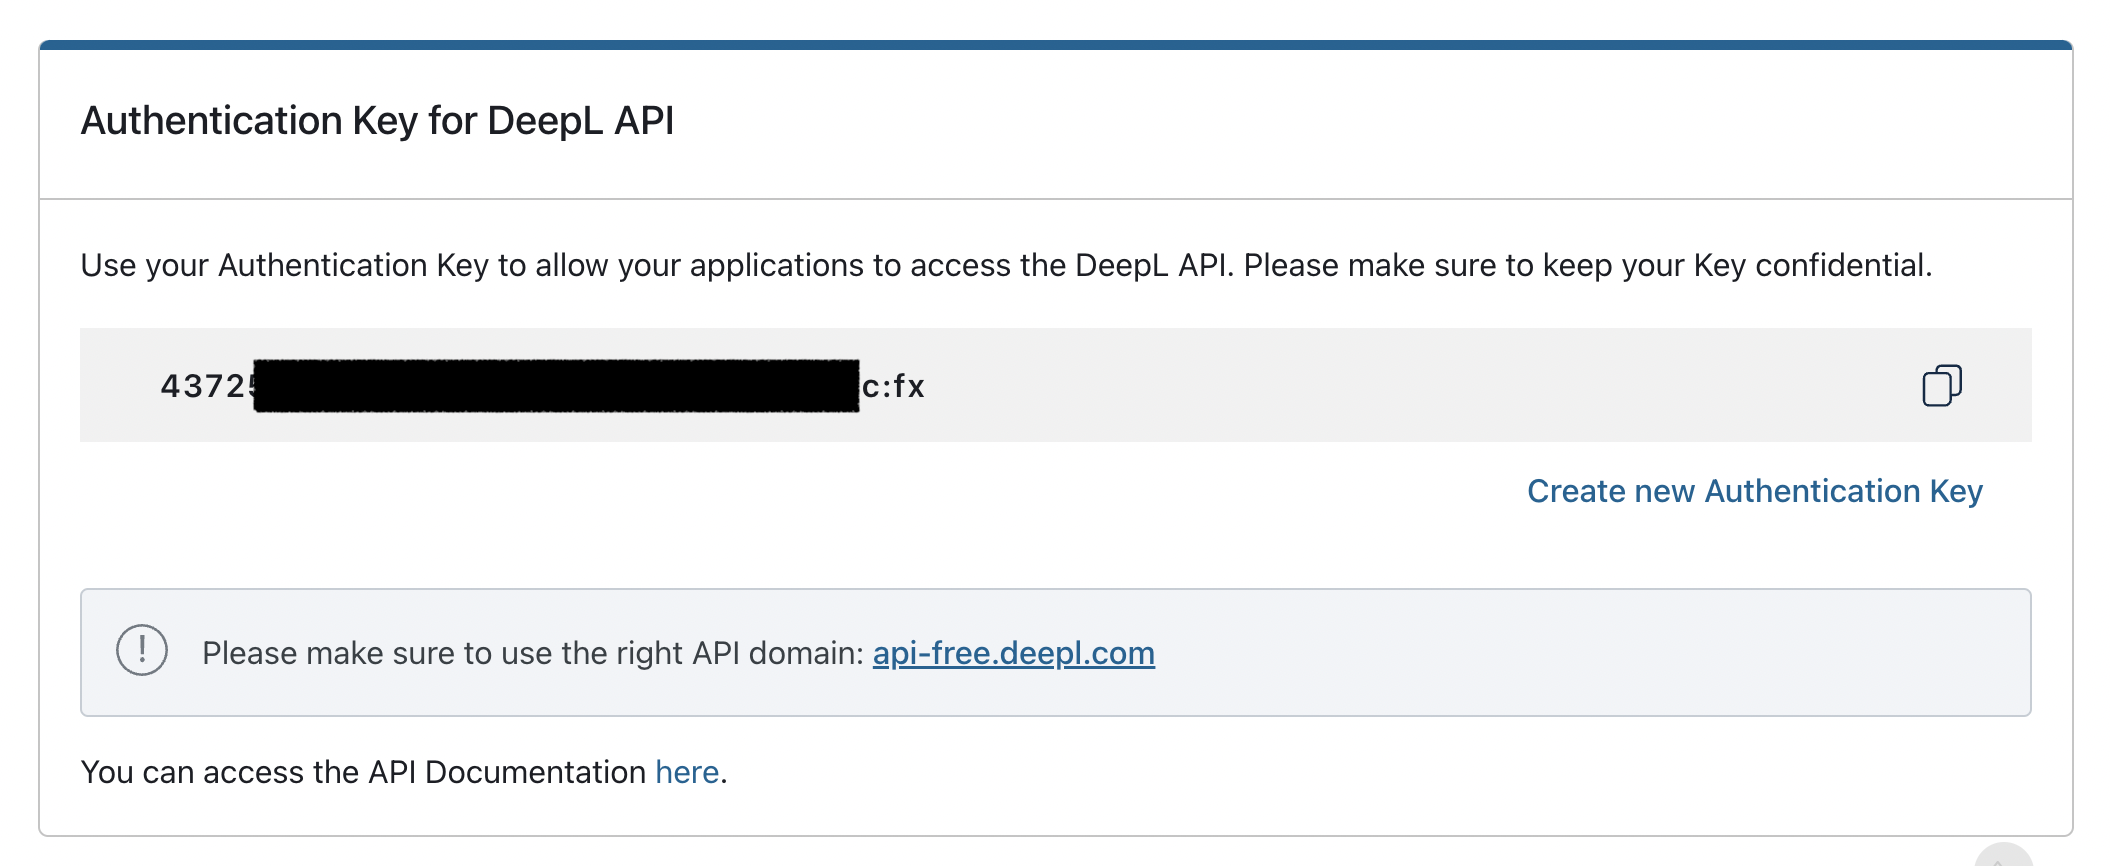 Authentication Key for DeepL API
Use your Authentication Key to allow your applications to access the DeepL API. Please make sure to keep your Key confidential.
43725 c:fx
Create new Authentication Key
Please make sure to use the right API domain: api-free.deepl.com
You can access the API Documentation here.